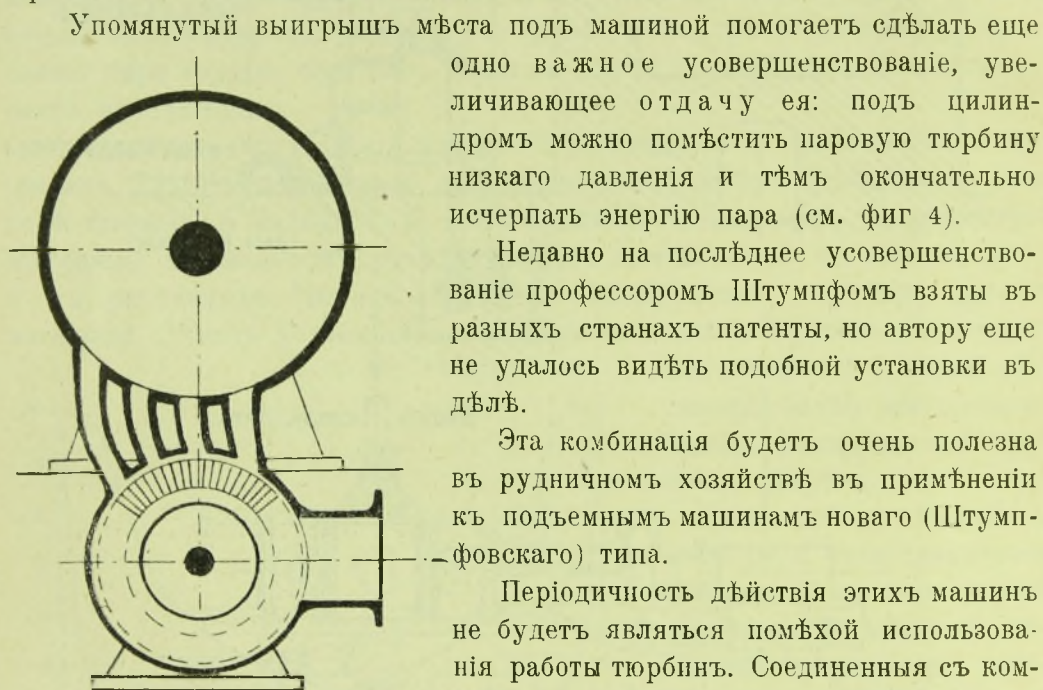 Упомянутый выигрышъ мѣста подъ машиной помогаетъ сдѣлать еще
одно важное усовершенствованіе, уве-
личивающее отдачу ея: подъ цилин-
дромъ можно помѣстить паровую тюрбину
низкаго давленія и тѣмъ окончательно
исчерпать энергію пара (см. фиг 4).
Недавно на послѣднее усовершенство-
ваніе профессоромъ Штумпфомъ взяты въ
разныхъ странахъ патенты, но автору еще
не удалось видѣть подобной установки въ
дѣлѣ.
Эта комбинація будетъ очень полезна
въ рудничномъ хозяйствѣ въ примѣненіи
къ подъемнымъ машинамъ новаго (Штумп-
фовскаго) типа.
Періодичность дѣйствія этихъ машинъ
не будетъ являться помѣхой использова-
нія работы тюрбинъ. Соединенныя съ ком-